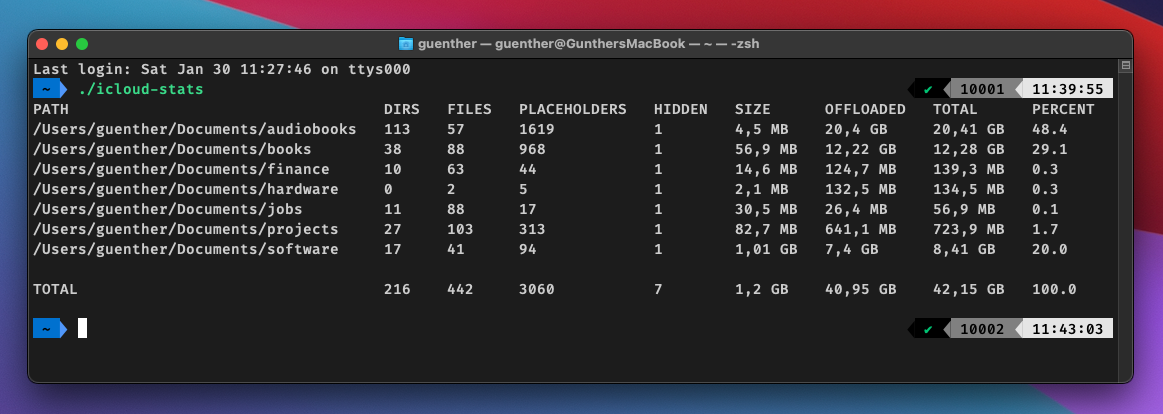 guenther — guenther@GunthersMacBook — ~ — -zsh
Last login: Sat Jan 30 11:27:46 on ttys000
~ ./icloud-stats ✔ 10001 11:39:55
PATH DIRS FILES PLACEHOLDERS HIDDEN SIZE OFFLOADED TOTAL PERCENT
/Users/guenther/Documents/audiobooks 113 57 1619 1 4,5 MB 20,4 GB 20,41 GB 48.4
/Users/guenther/Documents/books 38 88 968 1 56,9 MB 12,22 GB 12,28 GB 29.1
/Users/guenther/Documents/finance 10 63 44 1 14,6 MB 124,7 MB 139,3 MB 0.3
/Users/guenther/Documents/hardware 0 2 5 1 2,1 MB 132,5 MB 134,5 MB 0.3
/Users/guenther/Documents/jobs 11 88 17 1 30,5 MB 26,4 MB 56,9 MB 0.1
/Users/guenther/Documents/projects 27 103 313 1 82,7 MB 641,1 MB 723,9 MB 1.7
/Users/guenther/Documents/software 17 41 94 1 1,01 GB 7,4 GB 8,41 GB 20.0
TOTAL 216 442 3060 7 1,2 GB 40,95 GB 42,15 GB 100.0
~ ✔ 10002 11:43:03